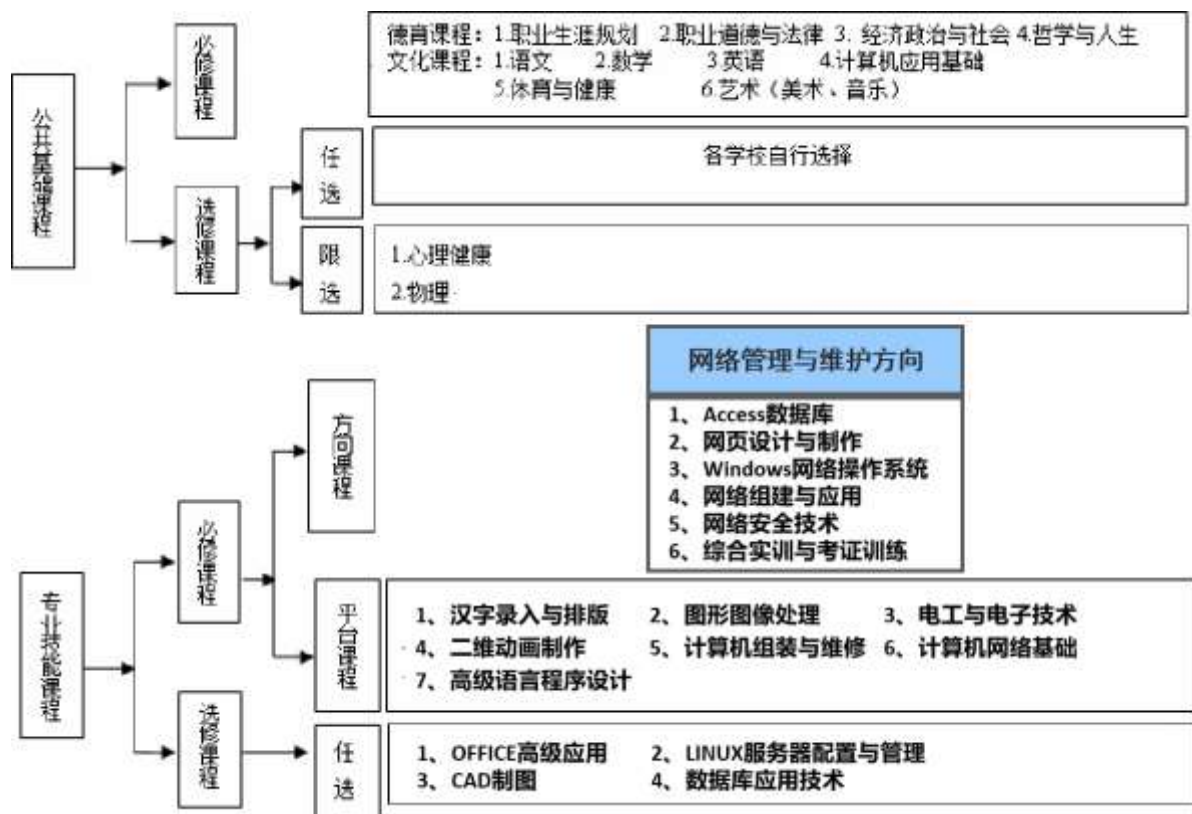 公共基础课程
必修课程
德育课程：1.职业生涯规划 2.职业道德与法律 3. 经济政治与社会 4.哲学与人生
文化课程：1.语文 2.数学 3.英语 4.计算机应用基础
5.体育与健康 6.艺术（美术、音乐）
选修课程
任选
各学校自行选择
限选
1.心理健康
2.物理
专业技能课程
必修课程
方向课程
网络管理与维护方向
1、Access数据库
2、网页设计与制作
3、Windows网络操作系统
4、网络组建与应用
5、网络安全技术
6、综合实训与考证训练
平台课程
1、汉字录入与排版 2、图形图像处理 3、电工与电子技术
4、二维动画制作 5、计算机组装与维修 6、计算机网络基础
7、高级语言程序设计
选修课程
任选
1、OFFICE高级应用 2、LINUX服务器配置与管理
3、CAD制图 4、数据库应用技术